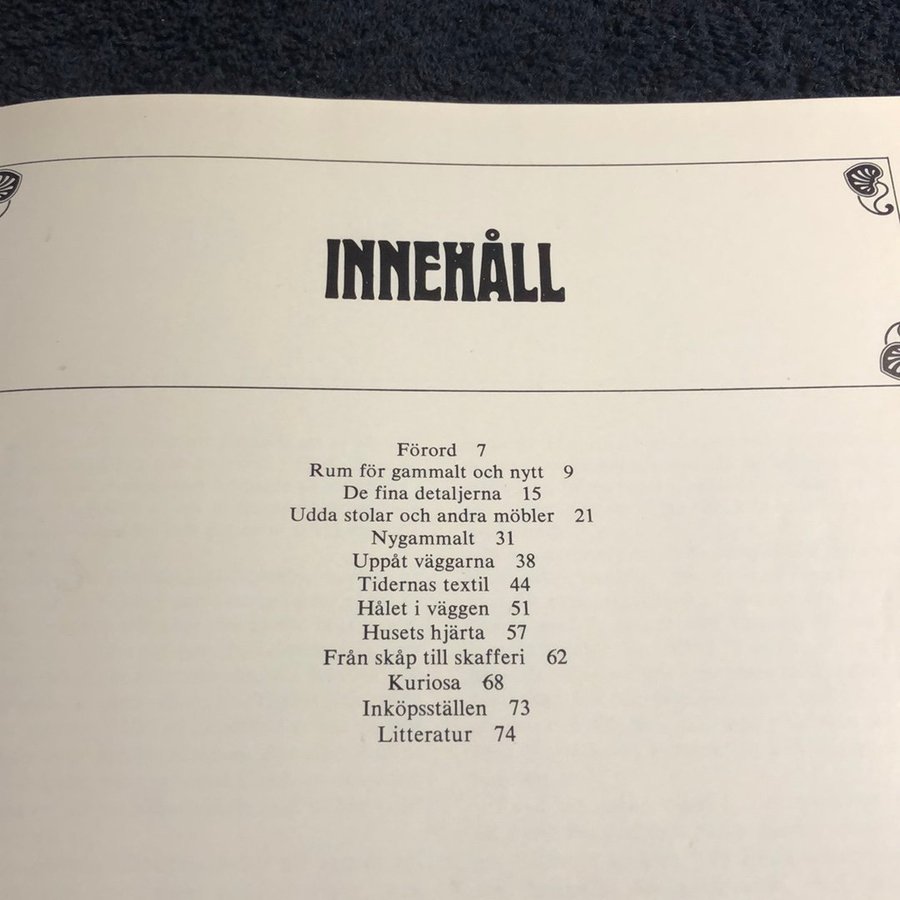 INNEHÅLL
Förord 7
Rum för gammalt och nytt 9
De fina detaljerna 15
Udda stolar och andra möbler 21
Nygammalt 31
Uppåt väggarna 38
Tidernas textil 44
Hålet i väggen 51
Husets hjärta 57
Från skåp till skafferi 62
Kuriosa 68
Inköpsställen 73
Litteratur 74